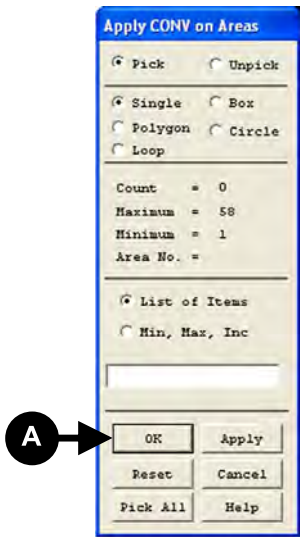 Apply CONV on Areas
Pick Unpick
Single Box
Polygon Circle
Loop
Count = 0
Maximum = 58
Minimum = 1
Area No. =
List of Items
Min, Max, Inc
A OK Apply
Reset Cancel
Pick All Help